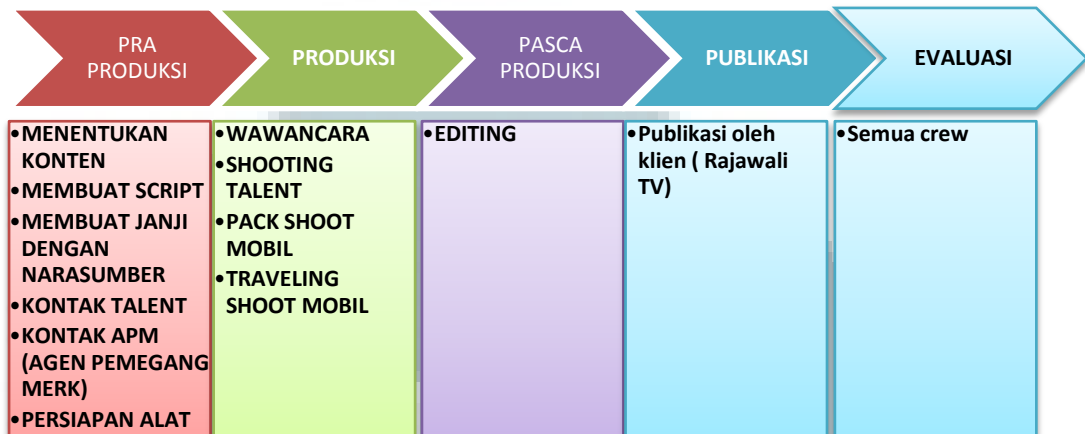 PRA
PRODUKSI
PRODUKSI
PASCA
PRODUKSI
PUBLIKASI
EVALUASI
•MENENTUKAN
KONTEN
•MEMBUAT SCRIPT
•MEMBUAT JANJI
DENGAN
NARASUMBER
•KONTAK TALENT
•KONTAK APM
(AGEN PEMEGANG
MERK)
•PERSIAPAN ALAT
•WAWANCARA
•SHOOTING
TALENT
•PACK SHOOT
MOBIL
•TRAVELING
SHOOT MOBIL
•EDITING
•Publikasi oleh
klien ( Rajawali
TV)
•Semua crew